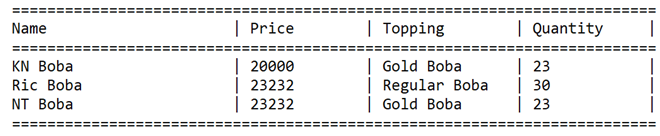 ==========================================================================
Name | Price | Topping | Quantity |
==========================================================================
KN Boba | 20000 | Gold Boba | 23
Ric Boba | 23232 | Regular Boba | 30
NT Boba | 23232 | Gold Boba | 23
==========================================================================